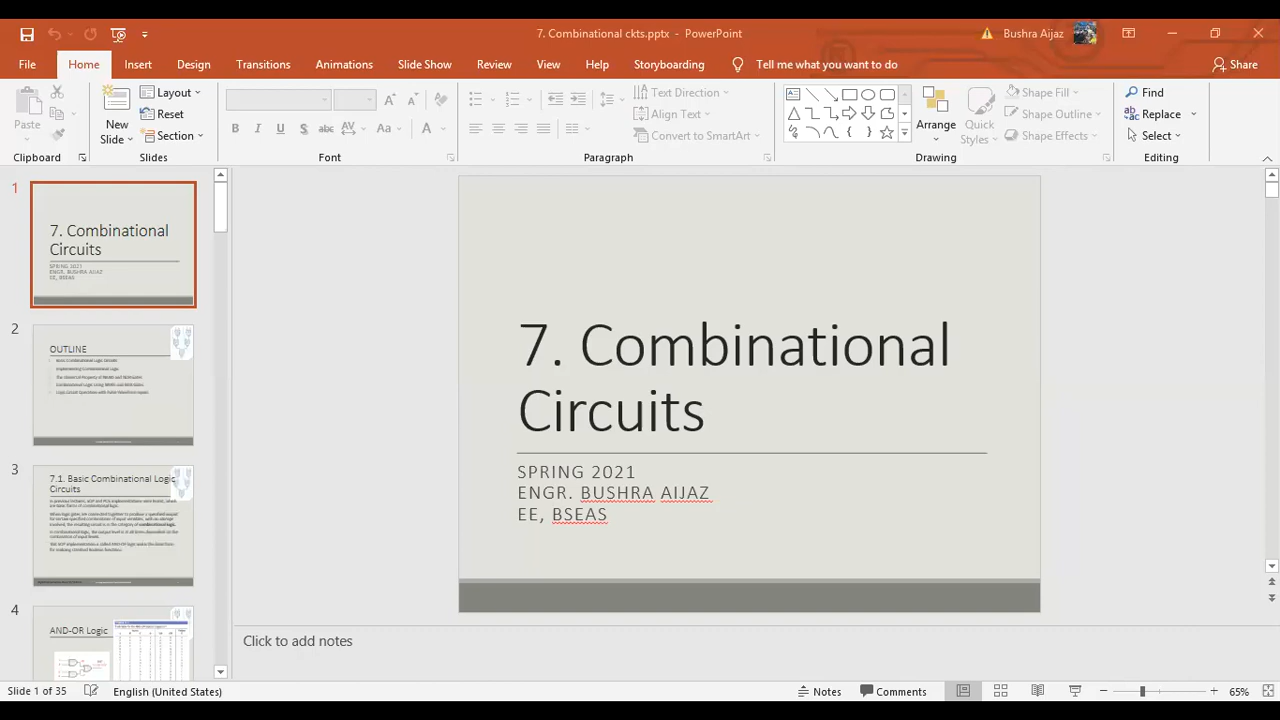 7. Combinational ckts.pptx - PowerPoint
Bushra Aijaz
File Home Insert Design Transitions Animations Slide Show Review View Help Storyboarding Tell me what you want to do Share
Paste
Clipboard
New Slide
Layout
Reset
Section
Slides
B I U S abc AV Aa A
Font
Text Direction
Align Text
Convert to SmartArt
Paragraph
Arrange
Quick Styles
Shape Fill
Shape Outline
Shape Effects
Drawing
Find
Replace
Select
Editing
1
7. Combinational
Circuits
SPRING 2021
ENGR. BUSHRA AIJAZ
EE, BSEAS
2
OUTLINE
3
7.1. Basic Combinational Logic
Circuits
4
AND-OR Logic
7. Combinational
Circuits
SPRING 2021
ENGR. BUSHRA AIJAZ
EE, BSEAS
Click to add notes
Slide 1 of 35 English (United States) Notes Comments 65%